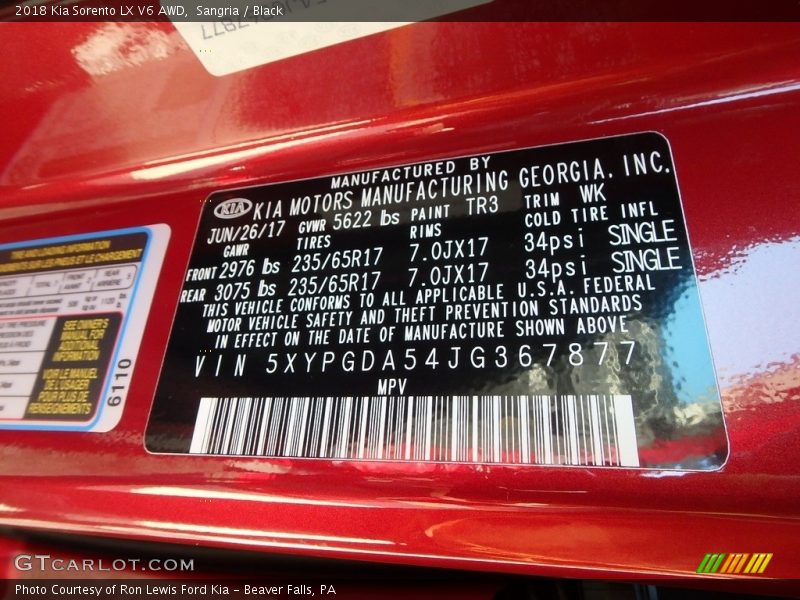 2018 Kia Sorento LX V6 AWD,  Sangria / Black
MANUFACTURED BY
KIA KIA MOTORS MANUFACTURING GEORGIA, INC.
JUN/26/17 GVWR 5622 lbs PAINT TR3 TRIM WK
GAWR TIRES RIMS COLD TIRE INFL
FRONT 2976 lbs 235/65R17 7.0JX17 34psi SINGLE
REAR 3075 lbs 235/65R17 7.0JX17 34psi SINGLE
THIS VEHICLE CONFORMS TO ALL APPLICABLE U.S.A. FEDERAL
MOTOR VEHICLE SAFETY AND THEFT PREVENTION STANDARDS
IN EFFECT ON THE DATE OF MANUFACTURE SHOWN ABOVE
VIN 5XYPGDA54JG367877
MPV
TIRE AND LOADING INFORMATION
SEE OWNER'S
MANUAL FOR
ADDITIONAL
INFORMATION
VOIR LE MANUEL
DE L'USAGER
POUR PLUS DE
RENSEIGNEMENTS
6110
GTCARLOT.COM
Photo Courtesy of Ron Lewis Ford Kia – Beaver Falls, PA